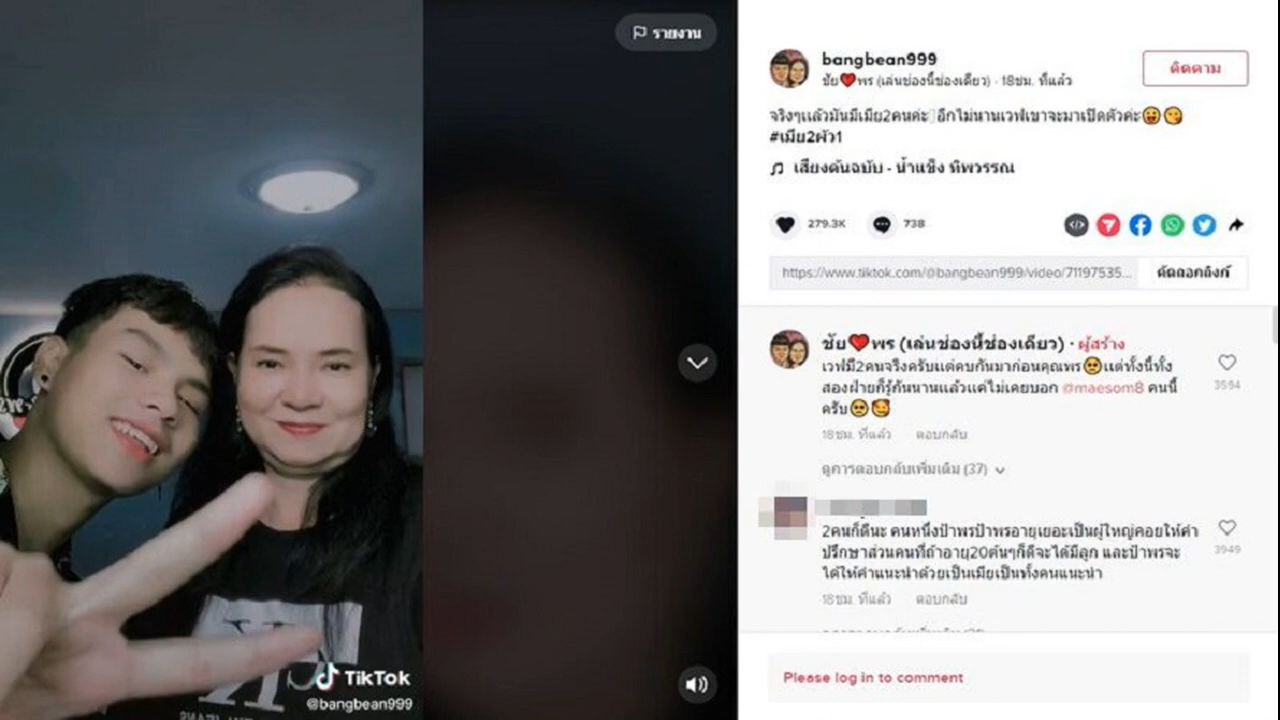 รายงาน
TikTok
@bangbean999
bangbean999
ชัย❤️พร (เล่นช่องนี้ช่องเดียว) · 18ชม. ที่แล้ว
ติดตาม
จริงๆแล้วมันมีเมีย2คนค่ะ อีกไม่นานเวฟเขาจะมาเปิดตัวค่ะ😛😋
#เมีย2ผัว1
เสียงต้นฉบับ - น้ำแข็ง ทิพวรรณ
279.3K
738
https://www.tiktok.com/@bangbean999/video/71197535...
คัดลอกลิงก์
ชัย❤️พร (เล่นช่องนี้ช่องเดียว) · ผู้สร้าง
เวฟมี2คนจริงครับแต่คบกันมาก่อนคุณพร🥺แต่ทั้งนี้ทั้ง
สองฝ่ายก็รู้กันนานแล้วแค่ไม่เคยบอก @maesom8 คนนี้
ครับ🥺🥰
3594
18ชม. ที่แล้ว ตอบกลับ
ดูการตอบกลับเพิ่มเติม (37)
2คนก็ดีนะ คนหนึ่งป้าพรป้าพรอายุเยอะเป็นผู้ใหญ่คอยให้คำ
ปรึกษาส่วนคนที่ถ้าอายุ20ต้นๆก็ดีจะได้มีลูก และป้าพรจะ
ได้ให้คำแนะนำด้วยเป็นเมียเป็นทั้งคนแนะนำ
3949
18ชม. ที่แล้ว ตอบกลับ
Please log in to comment